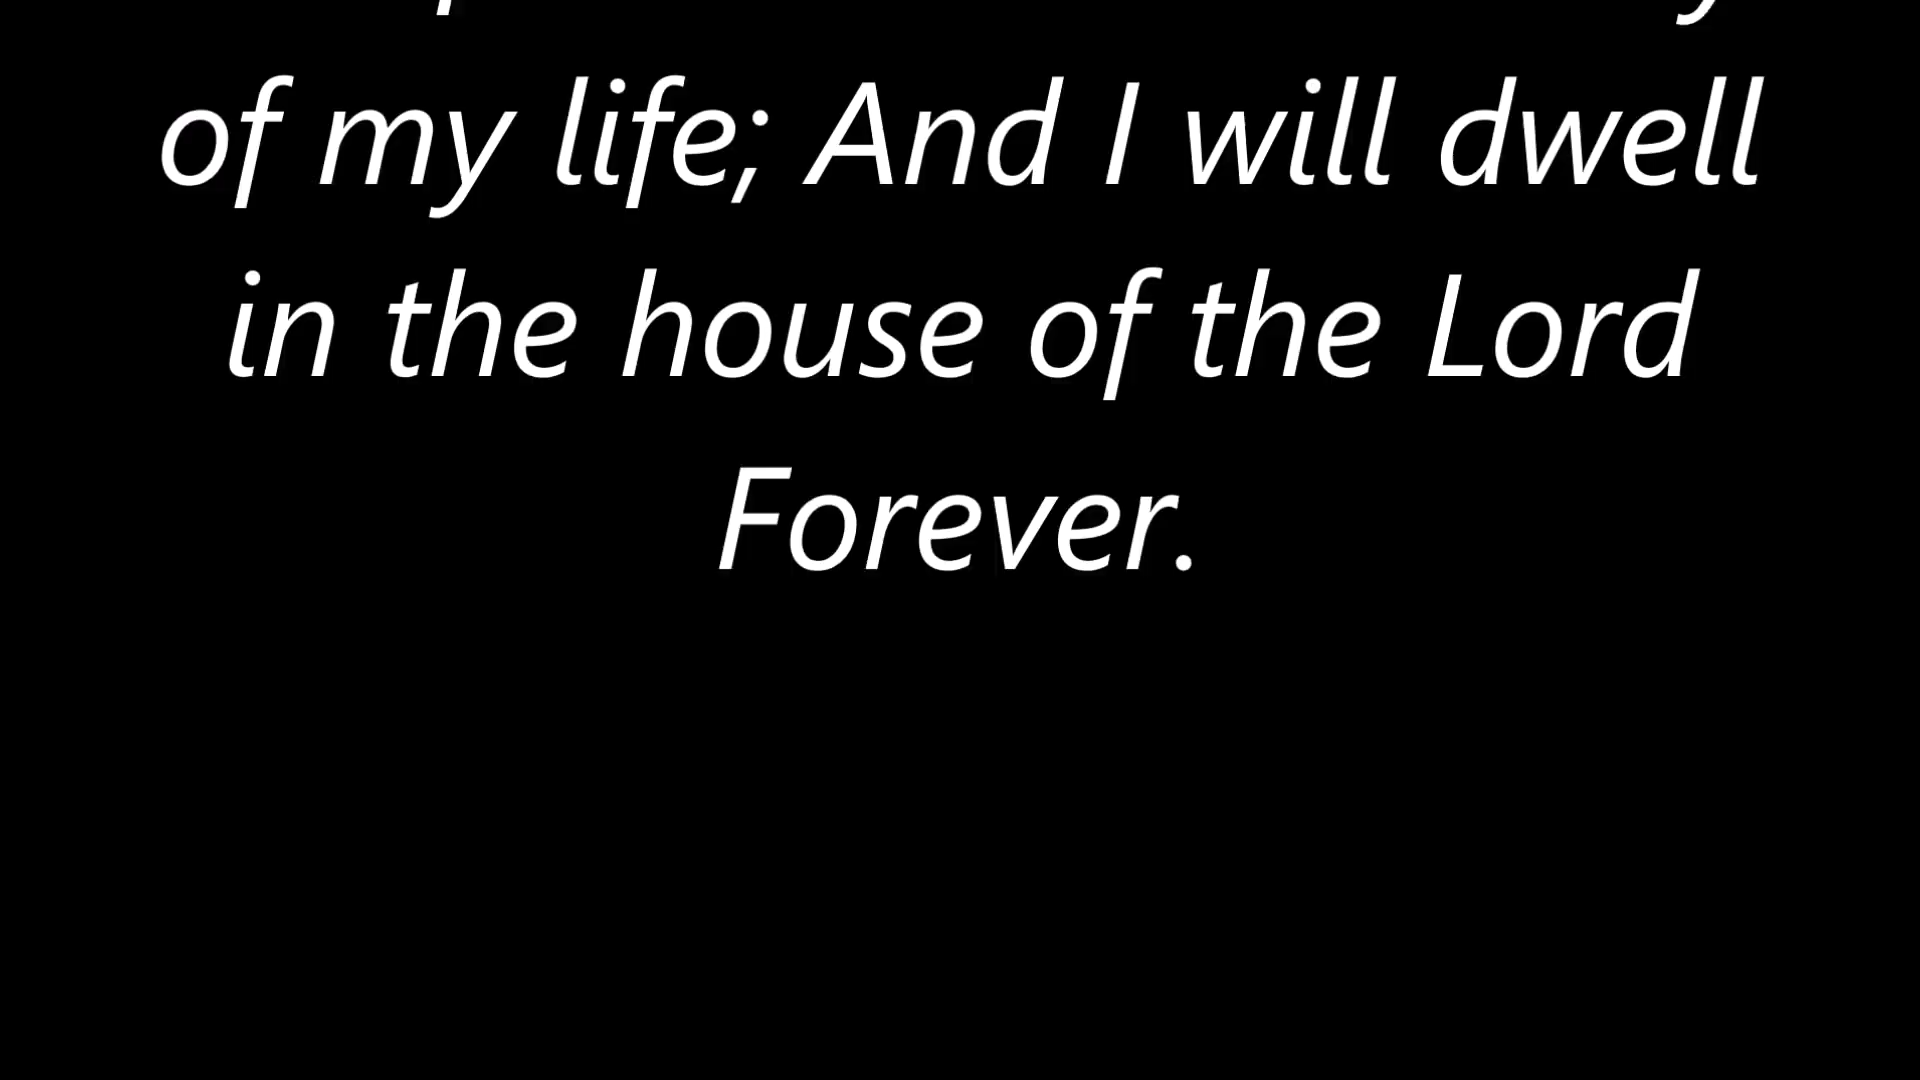 of my life; And I will dwell
in the house of the Lord
Forever.